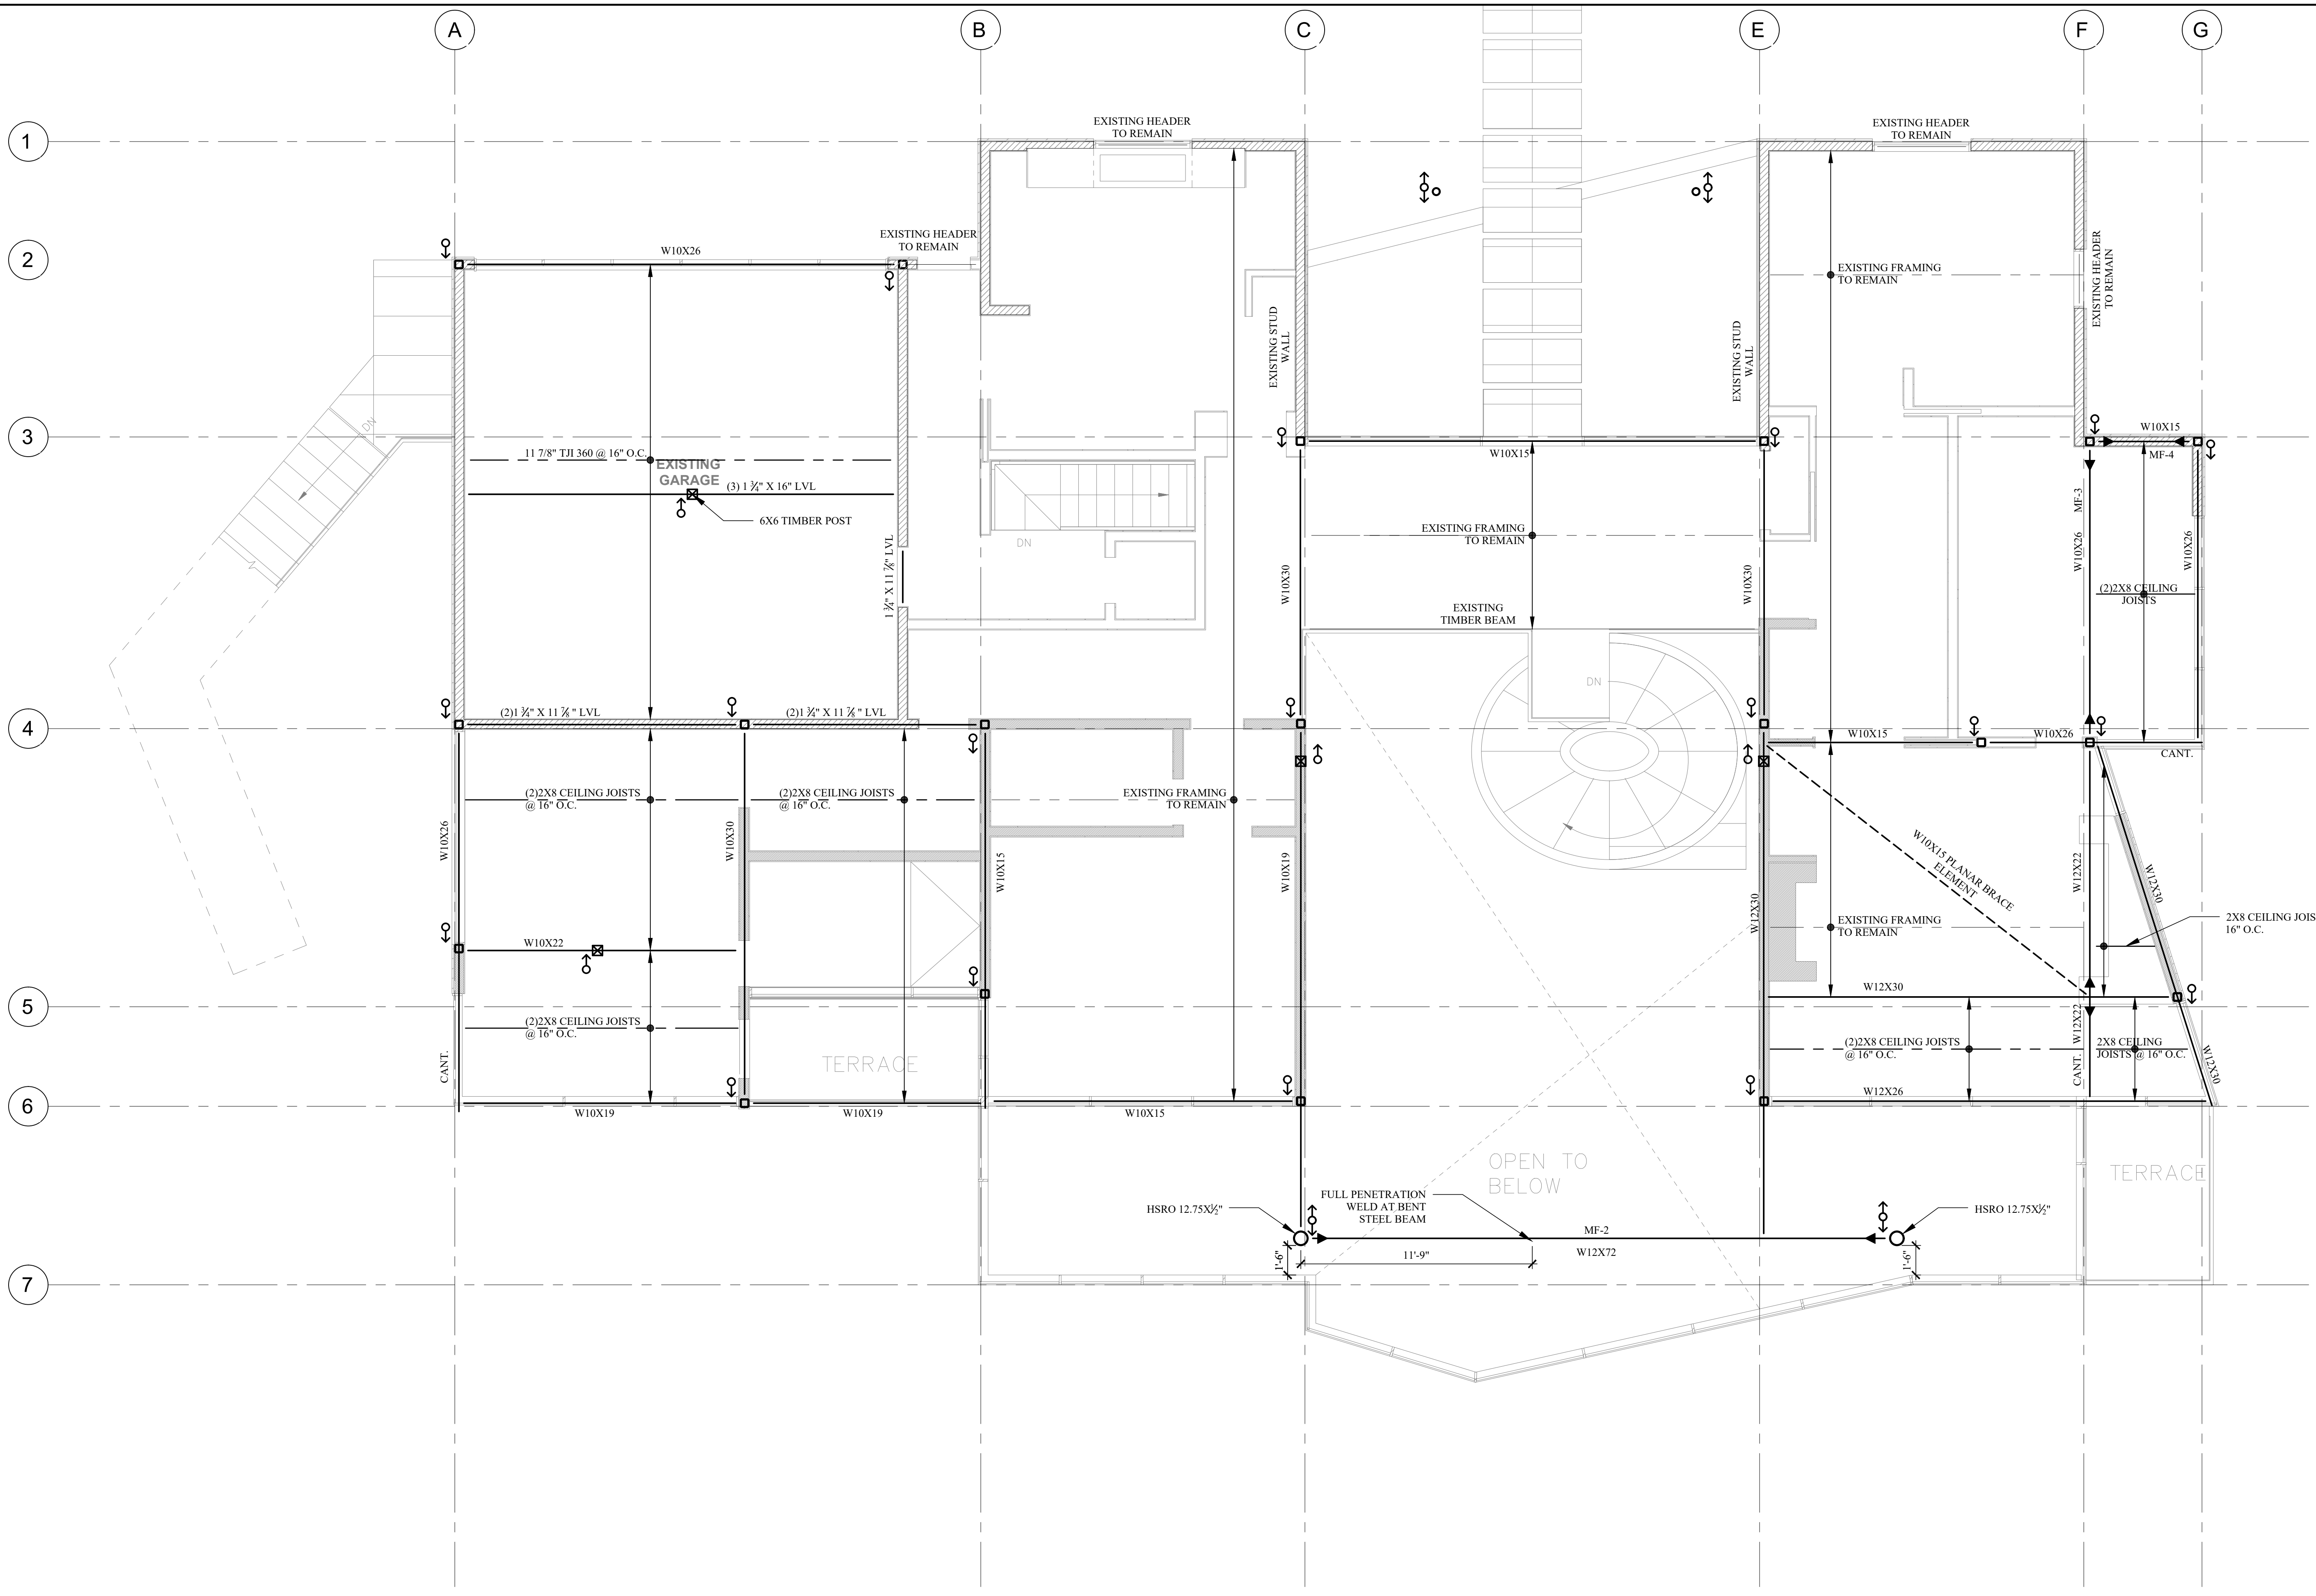 A
B
C
E
F
G
1
EXISTING HEADER
TO REMAIN
EXISTING HEADER
TO REMAIN
2
EXISTING HEADER
TO REMAIN
W10X26
EXISTING HEADER
TO REMAIN
EXISTING FRAMING
TO REMAIN
EXISTING STUD
WALL
EXISTING STUD
WALL
3
DN
W10X15
W10X15
MF-4
11 7/8" TJI 360 @ 16" O.C.
EXISTING
GARAGE
(3) 1 ¾" X 16" LVL
6X6 TIMBER POST
MF-3
EXISTING FRAMING
TO REMAIN
DN
1 ¾" X 11 ⅞" LVL
W10X30
W10X30
W10X26
W10X26
(2)2X8 CEILING
JOISTS
EXISTING
TIMBER BEAM
DN
4
(2)1 ¾" X 11 ⅞ " LVL
(2)1 ¾" X 11 ⅞ " LVL
W10X15
W10X26
CANT.
(2)2X8 CEILING JOISTS
@ 16" O.C.
(2)2X8 CEILING JOISTS
@ 16" O.C.
EXISTING FRAMING
TO REMAIN
W10X26
W10X30
W10X15
W10X19
W10X15 PLANAR BRACE
ELEMENT
W12X22
W12X30
W12X30
2X8 CEILING JOIS
16" O.C.
EXISTING FRAMING
TO REMAIN
W10X22
W12X30
5
(2)2X8 CEILING JOISTS
@ 16" O.C.
W12X22
(2)2X8 CEILING JOISTS
@ 16" O.C.
2X8 CEILING
JOISTS @ 16" O.C.
CANT.
TERRACE
CANT.
W12X30
W12X26
6
W10X19
W10X19
W10X15
OPEN TO
BELOW
TERRACE
HSRO 12.75X½"
FULL PENETRATION
WELD AT BENT
STEEL BEAM
HSRO 12.75X½"
MF-2
W12X72
11'-9"
1'-6"
1'-6"
7